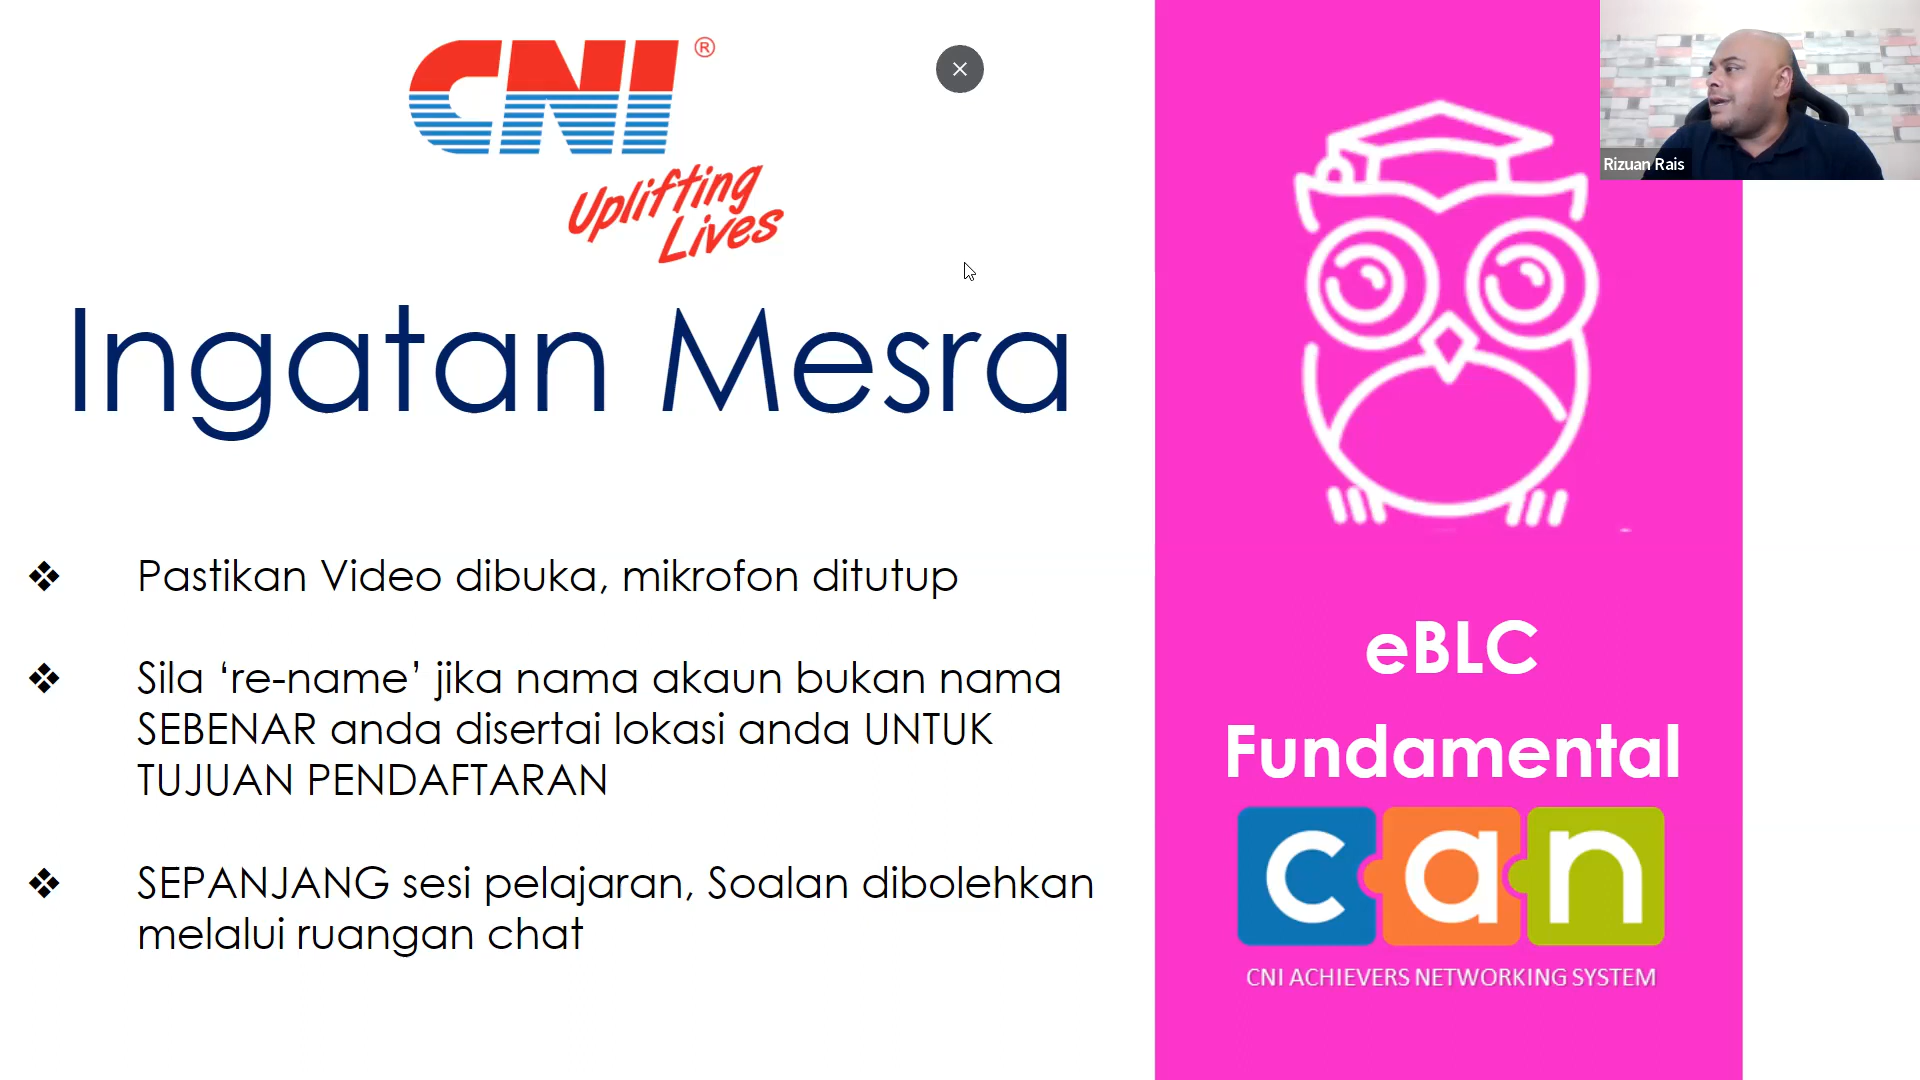 CNI ®
Uplifting
Lives
Ingatan Mesra
❖ Pastikan Video dibuka, mikrofon ditutup
❖ Sila ‘re-name’ jika nama akaun bukan nama
SEBENAR anda disertai lokasi anda UNTUK
TUJUAN PENDAFTARAN
❖ SEPANJANG sesi pelajaran, Soalan dibolehkan
melalui ruangan chat
Rizuan Rais
eBLC
Fundamental
can
CNI ACHIEVERS NETWORKING SYSTEM